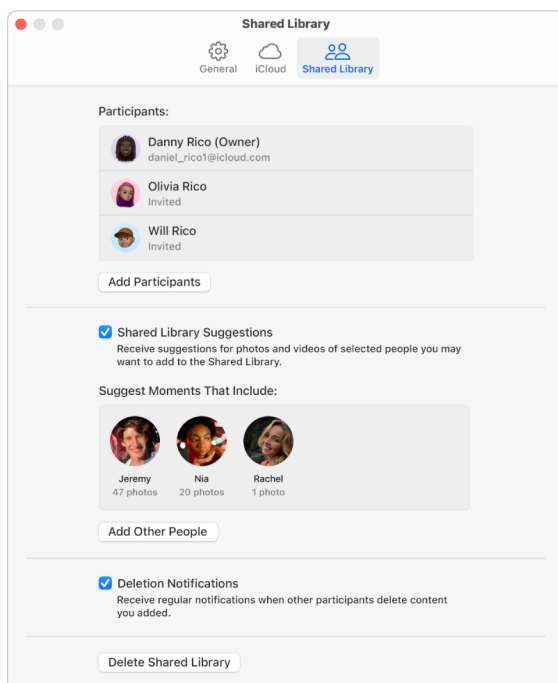 Shared Library
General
iCloud
Shared Library
Participants:
Danny Rico (Owner)
daniel_rico1@icloud.com
Olivia Rico
Invited
Will Rico
Invited
Add Participants
Shared Library Suggestions
Receive suggestions for photos and videos of selected people you may
want to add to the Shared Library.
Suggest Moments That Include:
Jeremy
47 photos
Nia
20 photos
Rachel
1 photo
Add Other People
Deletion Notifications
Receive regular notifications when other participants delete content
you added.
Delete Shared Library